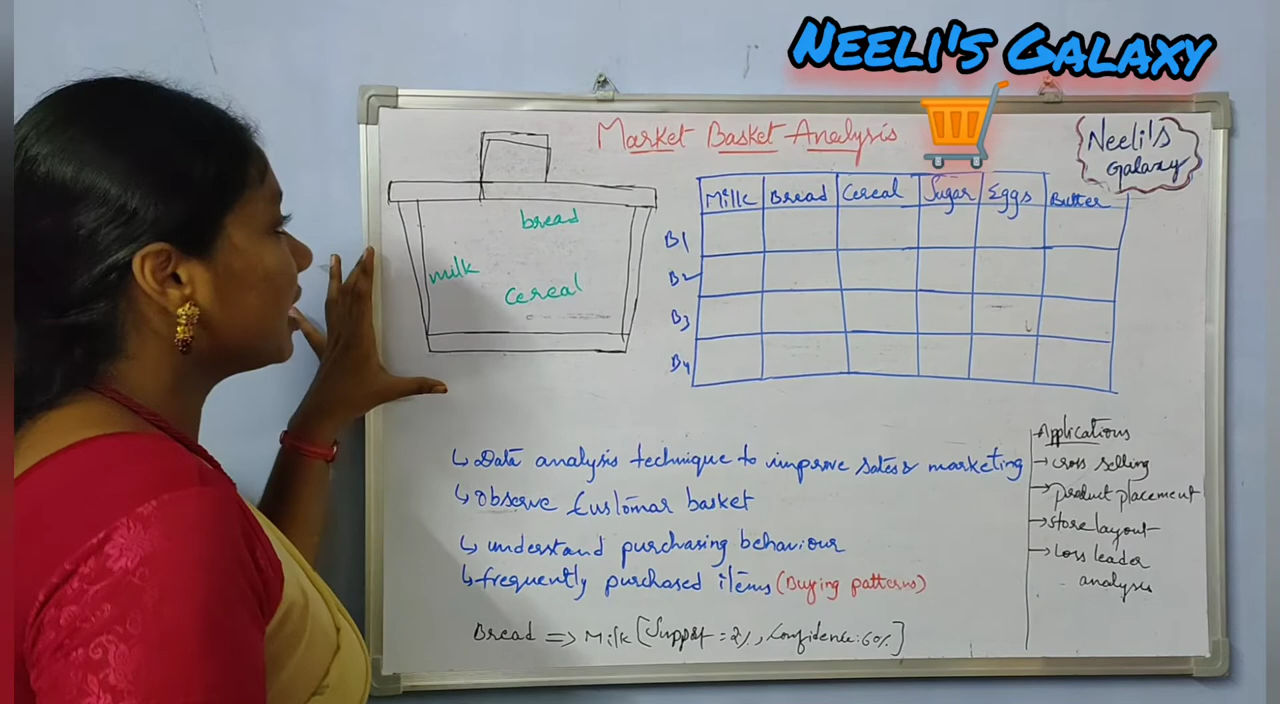 NEELI'S GALAXY
Market Basket Analysis
Neeli's
Galaxy
bread
milk
Cereal
Milk Bread Cereal Sugar Eggs Butter
B1
B2
B3
B4
↳ Data analysis technique to improve sales & marketing
↳ Observe Customar basket
↳ understand purchasing behaviour
↳ frequently purchased items (Buying patterns)
Bread => Milk [Support = 2%, Confidence: 60%]
Applications
→ cross selling
→ product placement
→ store layout
→ Loss leader
analysis